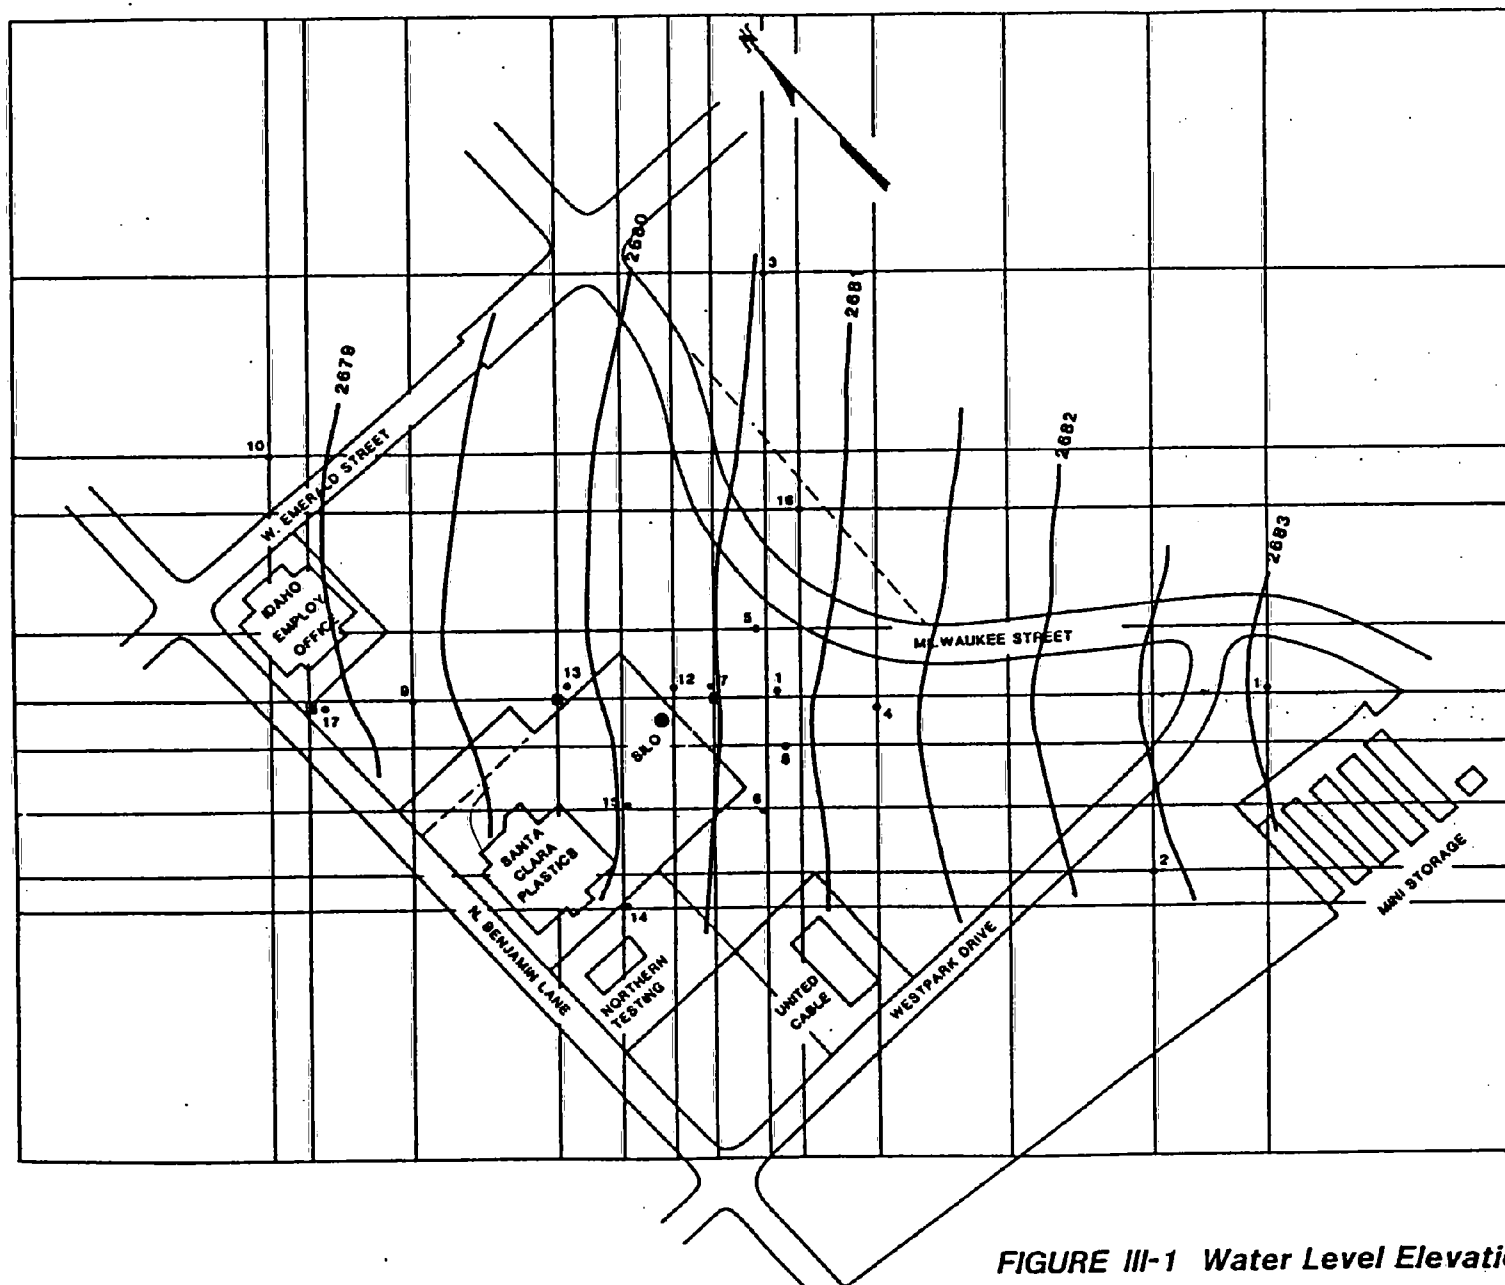 N
2680
3
2681
2679
2682
10
W. EMERALD STREET
16
2683
IDAHO
EMPLOY
OFFICE
5
MILWAUKEE STREET
9
13
12
7
1
1
4
17
SILO
8
15
6
SANTA
CLARA
PLASTICS
2
MINI STORAGE
14
N. BENJAMIN LANE
NORTHERN
TESTING
UNITED
CABLE
WESTPARK DRIVE
FIGURE III-1 Water Level Elevatio